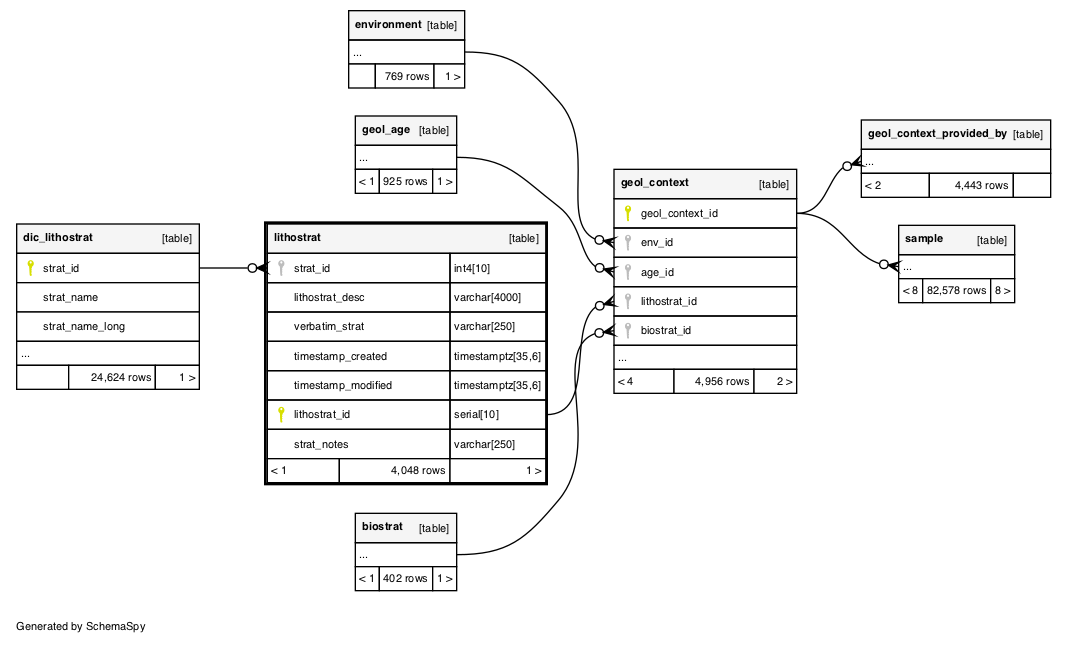 environment [table]
...
769 rows 1 >
geol_age [table]
...
< 1 925 rows 1 >
dic_lithostrat [table]
strat_id
strat_name
strat_name_long
...
24,624 rows 1 >
lithostrat [table]
strat_id int4[10]
lithostrat_desc varchar[4000]
verbatim_strat varchar[250]
timestamp_created timestamptz[35,6]
timestamp_modified timestamptz[35,6]
lithostrat_id serial[10]
strat_notes varchar[250]
< 1 4,048 rows 1 >
biostrat [table]
...
< 1 402 rows 1 >
geol_context [table]
geol_context_id
env_id
age_id
lithostrat_id
biostrat_id
...
< 4 4,956 rows 2 >
geol_context_provided_by [table]
...
< 2 4,443 rows
sample [table]
...
< 8 82,578 rows 8 >
Generated by SchemaSpy